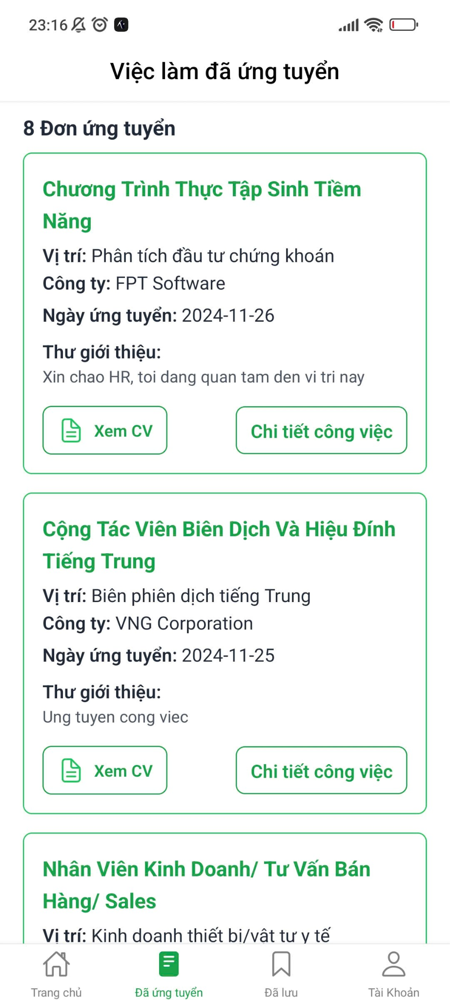 23:16
Việc làm đã ứng tuyển
8 Đơn ứng tuyển
Chương Trình Thực Tập Sinh Tiềm
Năng
Vị trí: Phân tích đầu tư chứng khoán
Công ty: FPT Software
Ngày ứng tuyển: 2024-11-26
Thư giới thiệu:
Xin chao HR, toi dang quan tam den vi tri nay
Xem CV
Chi tiết công việc
Cộng Tác Viên Biên Dịch Và Hiệu Đính
Tiếng Trung
Vị trí: Biên phiên dịch tiếng Trung
Công ty: VNG Corporation
Ngày ứng tuyển: 2024-11-25
Thư giới thiệu:
Ung tuyen cong viec
Xem CV
Chi tiết công việc
Nhân Viên Kinh Doanh/ Tư Vấn Bán
Hàng/ Sales
Vị trí: Kinh doanh thiết bị/vật tư y tế
Trang chủ
Đã ứng tuyển
Đã lưu
Tài Khoản